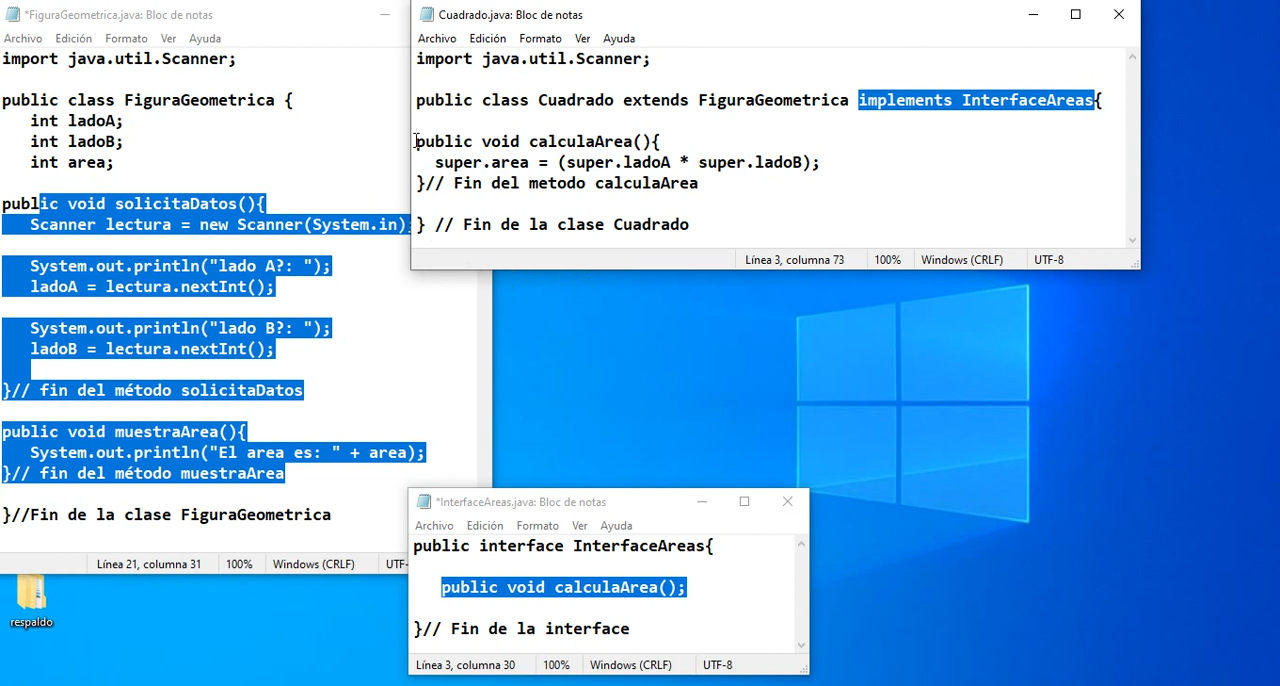 *FiguraGeometrica.java: Bloc de notas
Archivo Edición Formato Ver Ayuda
import java.util.Scanner;
public class FiguraGeometrica {
int ladoA;
int ladoB;
int area;
public void solicitaDatos(){
Scanner lectura = new Scanner(System.in);
System.out.println("lado A?: ");
ladoA = lectura.nextInt();
System.out.println("lado B?: ");
ladoB = lectura.nextInt();
}// fin del método solicitaDatos
public void muestraArea(){
System.out.println("El area es: " + area);
}// fin del método muestraArea
}//Fin de la clase FiguraGeometrica
Línea 21, columna 31 100% Windows (CRLF) UTF-
respaldo
Cuadrado.java: Bloc de notas
Archivo Edición Formato Ver Ayuda
import java.util.Scanner;
public class Cuadrado extends FiguraGeometrica implements InterfaceAreas{
public void calculaArea(){
super.area = (super.ladoA * super.ladoB);
}// Fin del metodo calculaArea
} // Fin de la clase Cuadrado
Línea 3, columna 73 100% Windows (CRLF) UTF-8
*InterfaceAreas.java: Bloc de notas
Archivo Edición Formato Ver Ayuda
public interface InterfaceAreas{
public void calculaArea();
}// Fin de la interface
Línea 3, columna 30 100% Windows (CRLF) UTF-8